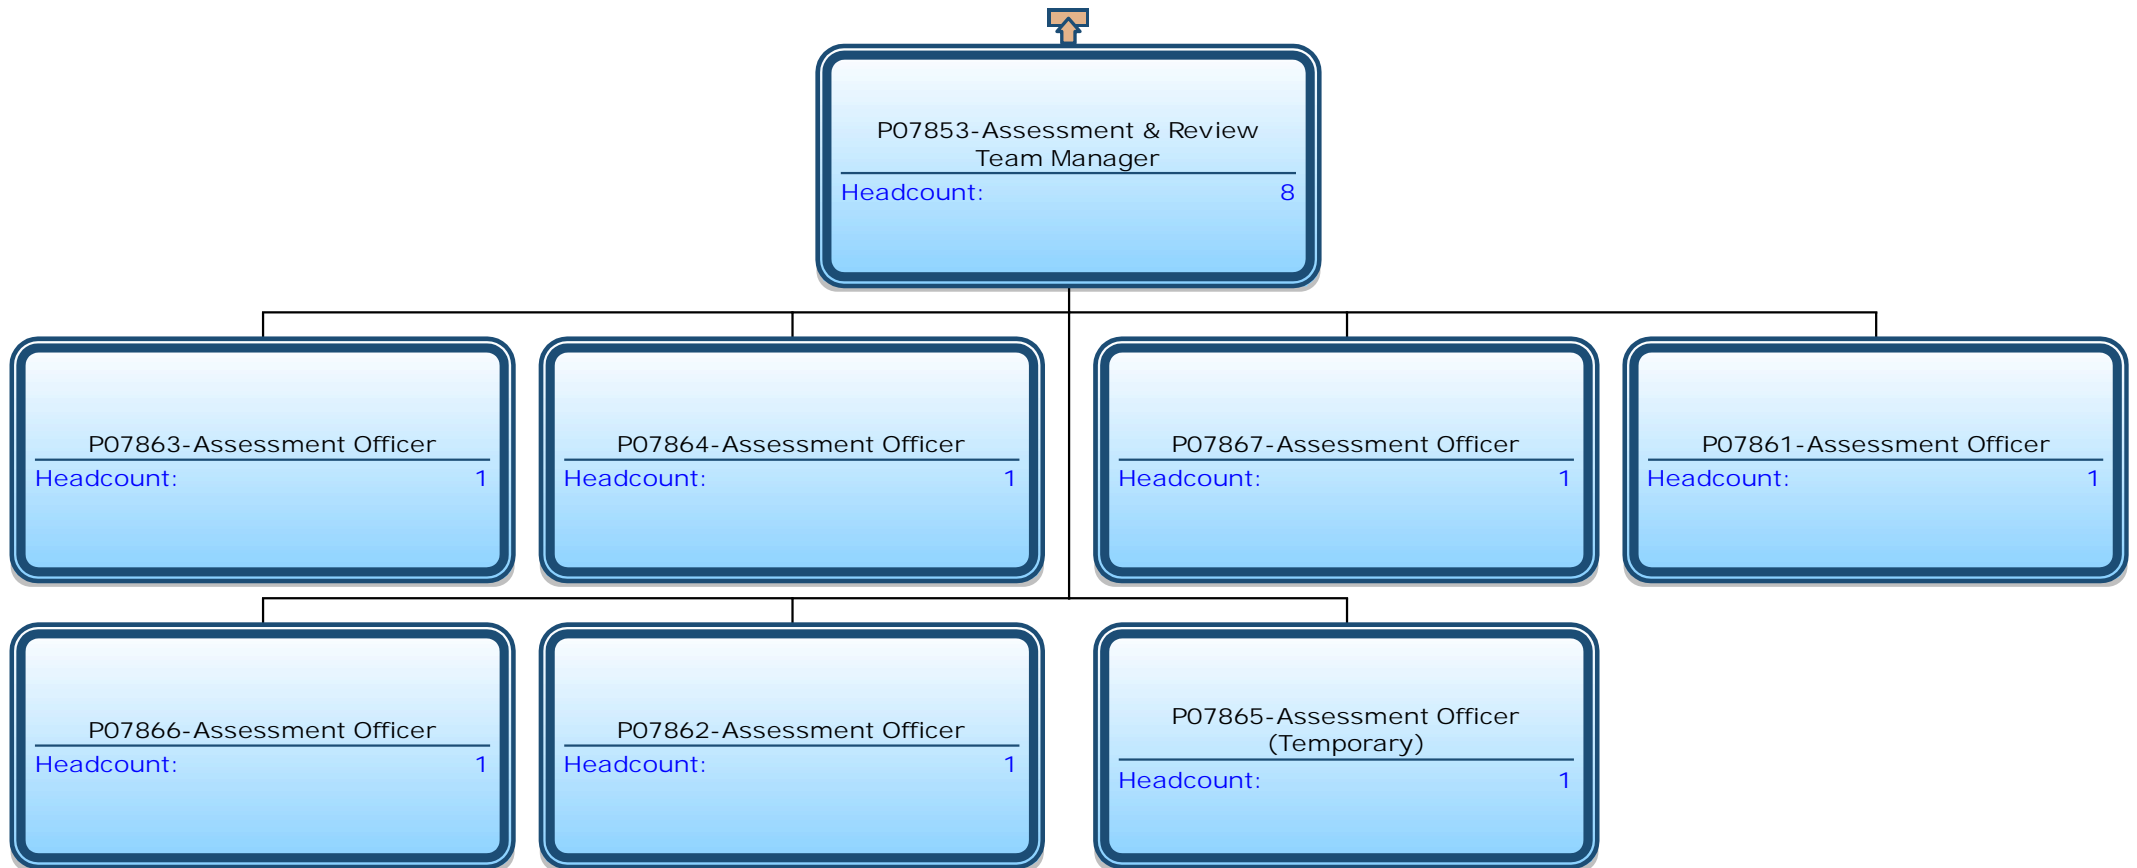 P07853-Assessment & Review
Team Manager
Headcount: 8
P07863-Assessment Officer
Headcount: 1
P07864-Assessment Officer
Headcount: 1
P07867-Assessment Officer
Headcount: 1
P07861-Assessment Officer
Headcount: 1
P07866-Assessment Officer
Headcount: 1
P07862-Assessment Officer
Headcount: 1
P07865-Assessment Officer
(Temporary)
Headcount: 1